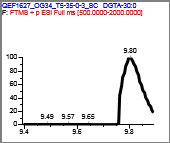 QEF1627_OG34_T5-35-0-3_SC DGTA-30:0
F: FTMS + p ESI Full ms [500.0000-2000.0000]
9.80
100
80
60
40
20
0
9.49 9.57 9.65
9.4 9.6 9.8